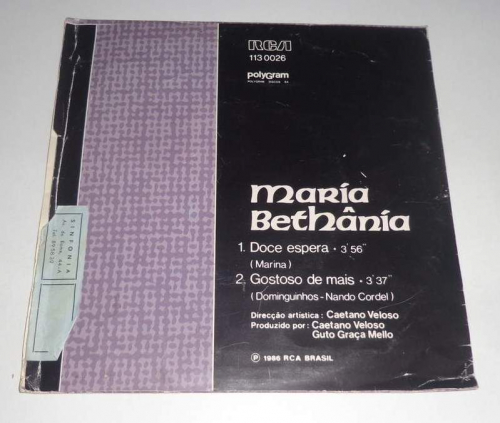 RCA
113 0026
polyGram
Maria
Bethânia
1. Doce espera • 3'56"
(Marina)
2. Gostoso de mais • 3'37"
(Dominguinhos - Nando Cordel)
Direcção artística: Caetano Veloso
Produzido por: Caetano Veloso
Guto Graça Mello
℗ 1986 RCA BRASIL
SINFONIA